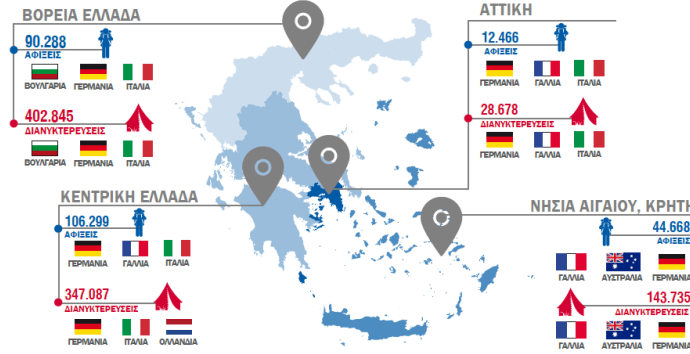 ΒΟΡΕΙΑ ΕΛΛΑΔΑ
90.288
ΑΦΙΞΕΙΣ
ΒΟΥΛΓΑΡΙΑ ΓΕΡΜΑΝΙΑ ΙΤΑΛΙΑ
402.845
ΔΙΑΝΥΚΤΕΡΕΥΣΕΙΣ
ΒΟΥΛΓΑΡΙΑ ΓΕΡΜΑΝΙΑ ΙΤΑΛΙΑ
ΑΤΤΙΚΗ
12.466
ΑΦΙΞΕΙΣ
ΓΕΡΜΑΝΙΑ ΓΑΛΛΙΑ ΙΤΑΛΙΑ
28.678
ΔΙΑΝΥΚΤΕΡΕΥΣΕΙΣ
ΓΕΡΜΑΝΙΑ ΓΑΛΛΙΑ ΙΤΑΛΙΑ
ΚΕΝΤΡΙΚΗ ΕΛΛΑΔΑ
106.299
ΑΦΙΞΕΙΣ
ΓΕΡΜΑΝΙΑ ΓΑΛΛΙΑ ΙΤΑΛΙΑ
347.087
ΔΙΑΝΥΚΤΕΡΕΥΣΕΙΣ
ΓΕΡΜΑΝΙΑ ΙΤΑΛΙΑ ΟΛΛΑΝΔΙΑ
ΝΗΣΙΑ ΑΙΓΑΙΟΥ, ΚΡΗΤΗ
44.668
ΑΦΙΞΕΙΣ
ΓΑΛΛΙΑ ΑΥΣΤΡΑΛΙΑ ΓΕΡΜΑΝΙΑ
143.735
ΔΙΑΝΥΚΤΕΡΕΥΣΕΙΣ
ΓΑΛΛΙΑ ΑΥΣΤΡΑΛΙΑ ΓΕΡΜΑΝΙΑ